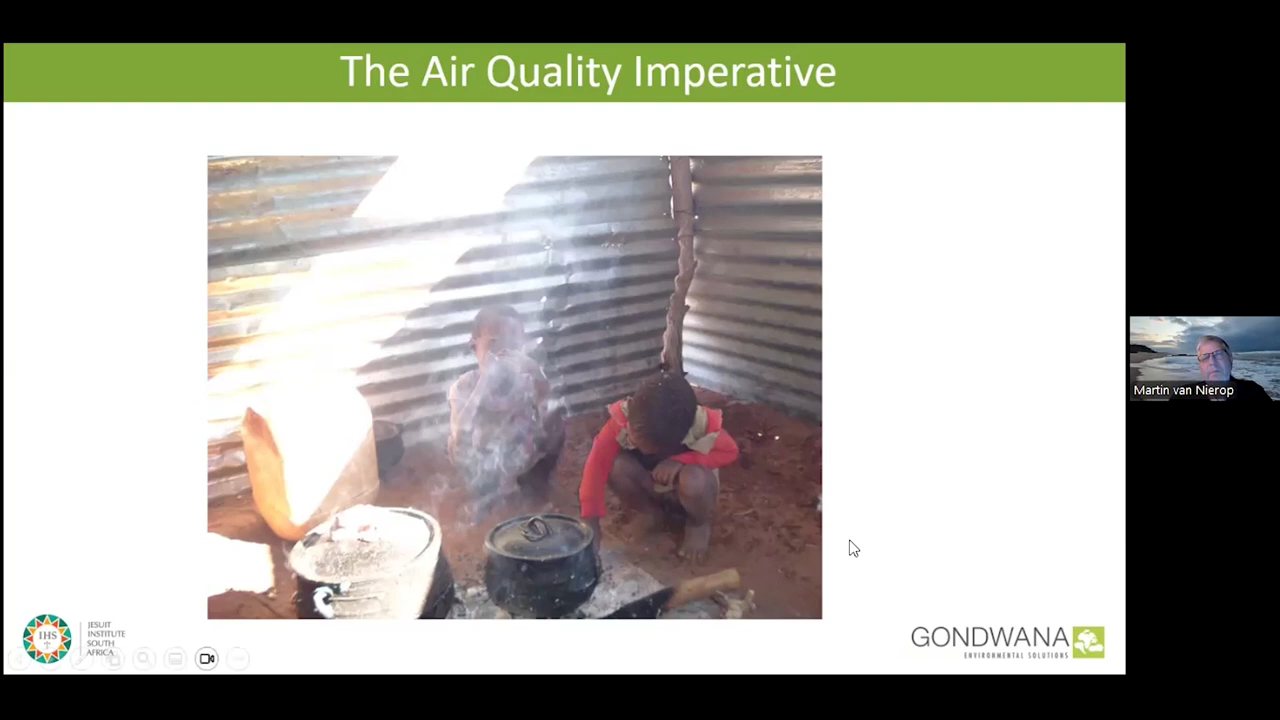 The Air Quality Imperative
Martin van Nierop
IHS
JESUIT
INSTITUTE
SOUTH
AFRICA
GONDWANA
ENVIRONMENTAL SOLUTIONS